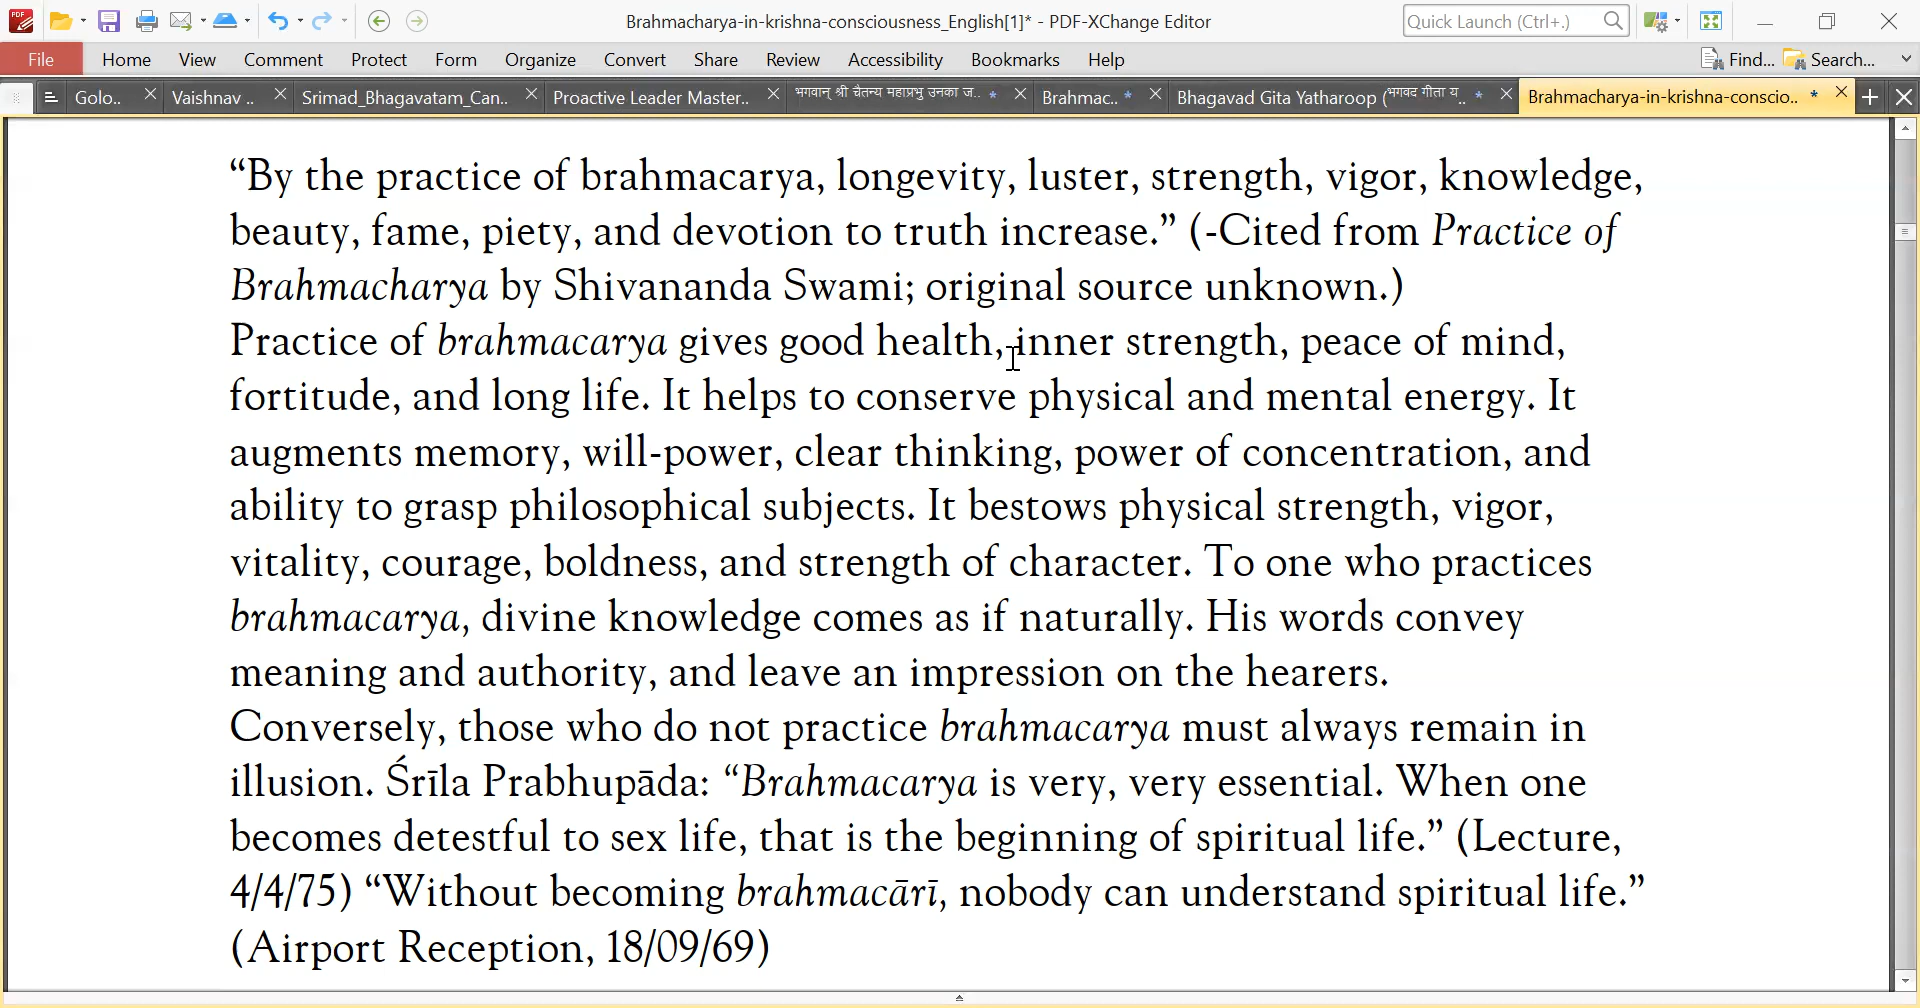 Brahmacharya-in-krishna-consciousness_English[1]* - PDF-XChange Editor
Quick Launch (Ctrl+.)
File Home View Comment Protect Form Organize Convert Share Review Accessibility Bookmarks Help Find... Search...
Golo.. Vaishnav .. Srimad_Bhagavatam_Can.. Proactive Leader Master.. भगवान् श्री चैतन्य महाप्रभु उनका ज.. * Brahmac.. * Bhagavad Gita Yatharoop (भगवद गीता य.. * Brahmacharya-in-krishna-conscio.. *
“By the practice of brahmacarya, longevity, luster, strength, vigor, knowledge,
beauty, fame, piety, and devotion to truth increase.” (-Cited from Practice of
Brahmacharya by Shivananda Swami; original source unknown.)
Practice of brahmacarya gives good health, inner strength, peace of mind,
fortitude, and long life. It helps to conserve physical and mental energy. It
augments memory, will-power, clear thinking, power of concentration, and
ability to grasp philosophical subjects. It bestows physical strength, vigor,
vitality, courage, boldness, and strength of character. To one who practices
brahmacarya, divine knowledge comes as if naturally. His words convey
meaning and authority, and leave an impression on the hearers.
Conversely, those who do not practice brahmacarya must always remain in
illusion. Śrīla Prabhupāda: “Brahmacarya is very, very essential. When one
becomes detestful to sex life, that is the beginning of spiritual life.” (Lecture,
4/4/75) “Without becoming brahmacārī, nobody can understand spiritual life.”
(Airport Reception, 18/09/69)